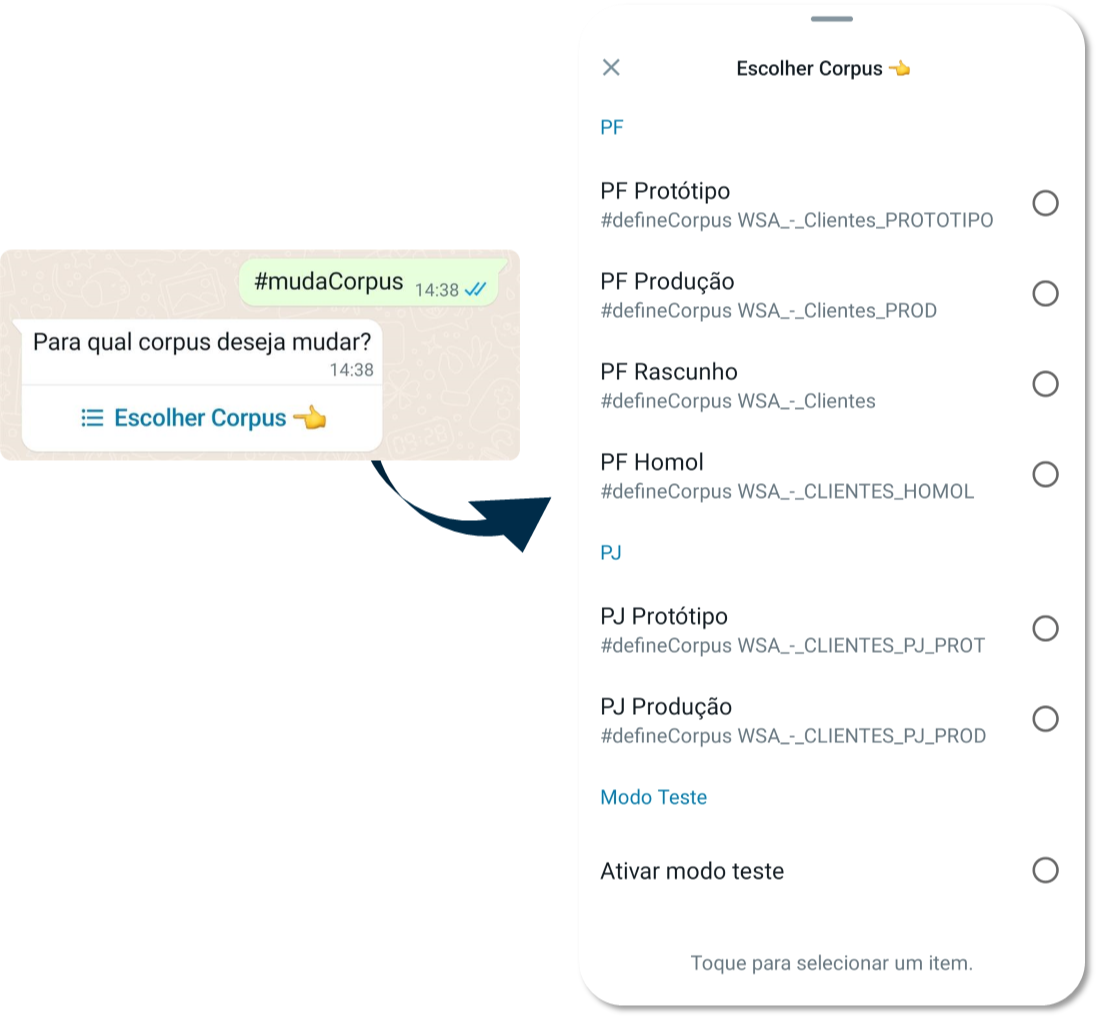 #mudaCorpus 14:38
Para qual corpus deseja mudar?
14:38
Escolher Corpus 👈
Escolher Corpus 👈
PF
PF Protótipo
#defineCorpus WSA_-_Clientes_PROTOTIPO
PF Produção
#defineCorpus WSA_-_Clientes_PROD
PF Rascunho
#defineCorpus WSA_-_Clientes
PF Homol
#defineCorpus WSA_-_CLIENTES_HOMOL
PJ
PJ Protótipo
#defineCorpus WSA_-_CLIENTES_PJ_PROT
PJ Produção
#defineCorpus WSA_-_CLIENTES_PJ_PROD
Modo Teste
Ativar modo teste
Toque para selecionar um item.